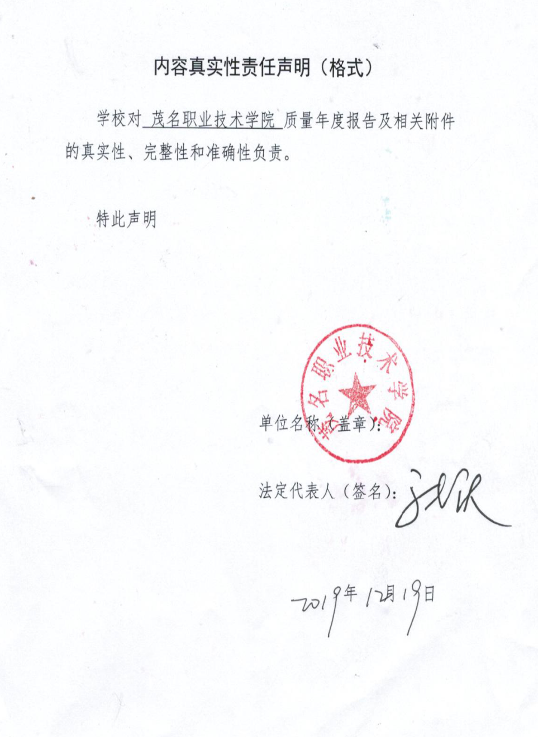 内容真实性责任声明（格式）
学校对 茂名职业技术学院 质量年度报告及相关附件
的真实性、完整性和准确性负责。
特此声明
茂名职业技术学院
单位名称（盖章）：
法定代表人（签名）：
2019年12月19日